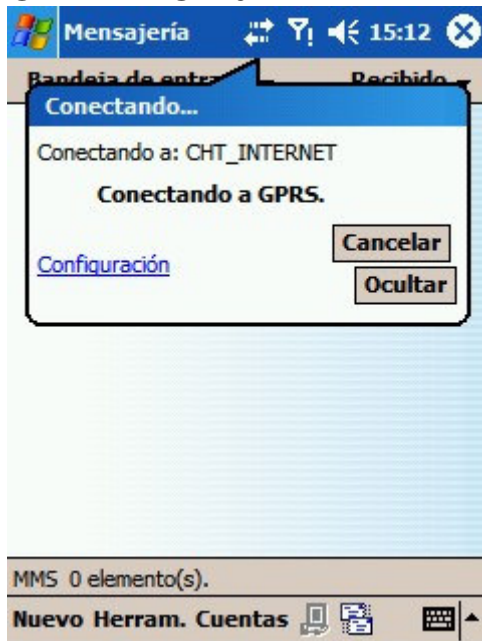 Mensajería 15:12
Bandeja de entra Recibido
Conectando...
Conectando a: CHT_INTERNET
Conectando a GPRS.
Cancelar
Configuración
Ocultar
MMS 0 elemento(s).
Nuevo Herram. Cuentas